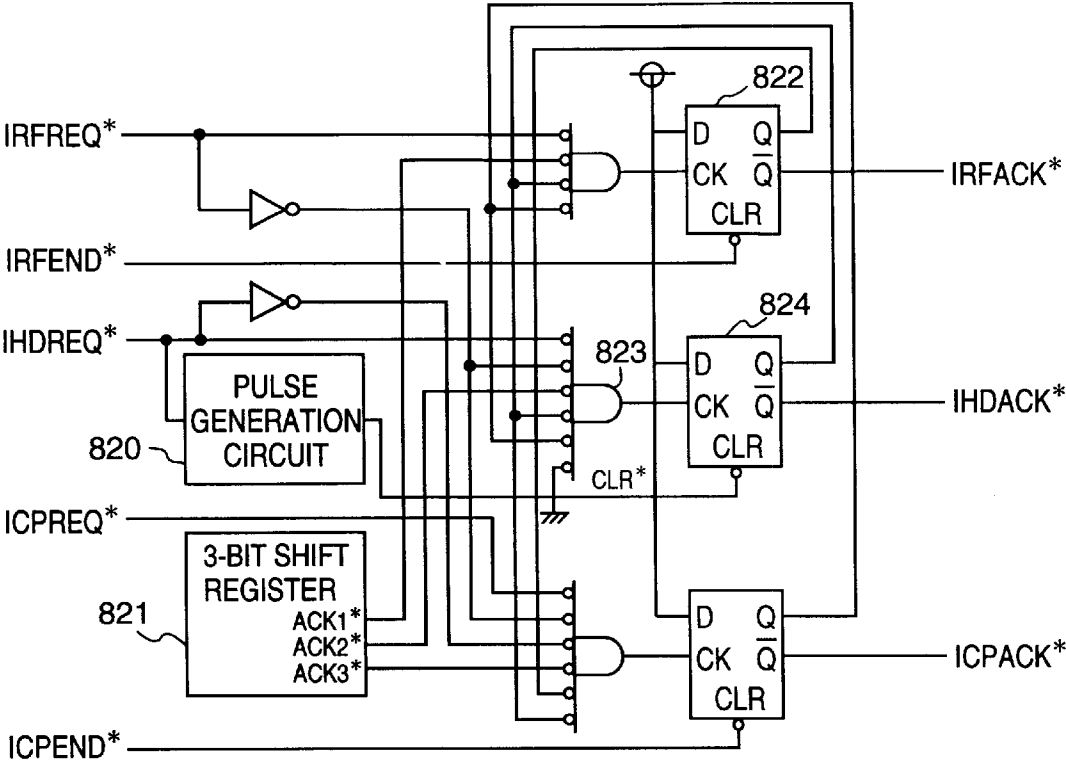 822
IRFREQ*
D Q
CK Q̅
CLR
IRFACK*
IRFEND*
IHDREQ*
824
823
D Q
CK Q̅
CLR
IHDACK*
PULSE
GENERATION
CIRCUIT
820
CLR*
ICPREQ*
3-BIT SHIFT
REGISTER
ACK1*
ACK2*
ACK3*
821
D Q
CK Q̅
CLR
ICPACK*
ICPEND*